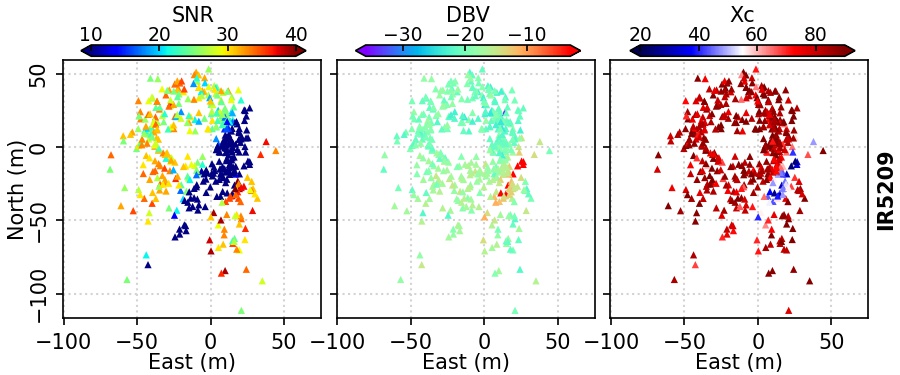 SNR DBV Xc
10 20 30 40 −30 −20 −10 20 40 60 80
50
0
−50
−100
North (m)
−100 −50 0 50 −100 −50 0 50 −100 −50 0 50
East (m) East (m) East (m)
IR5209